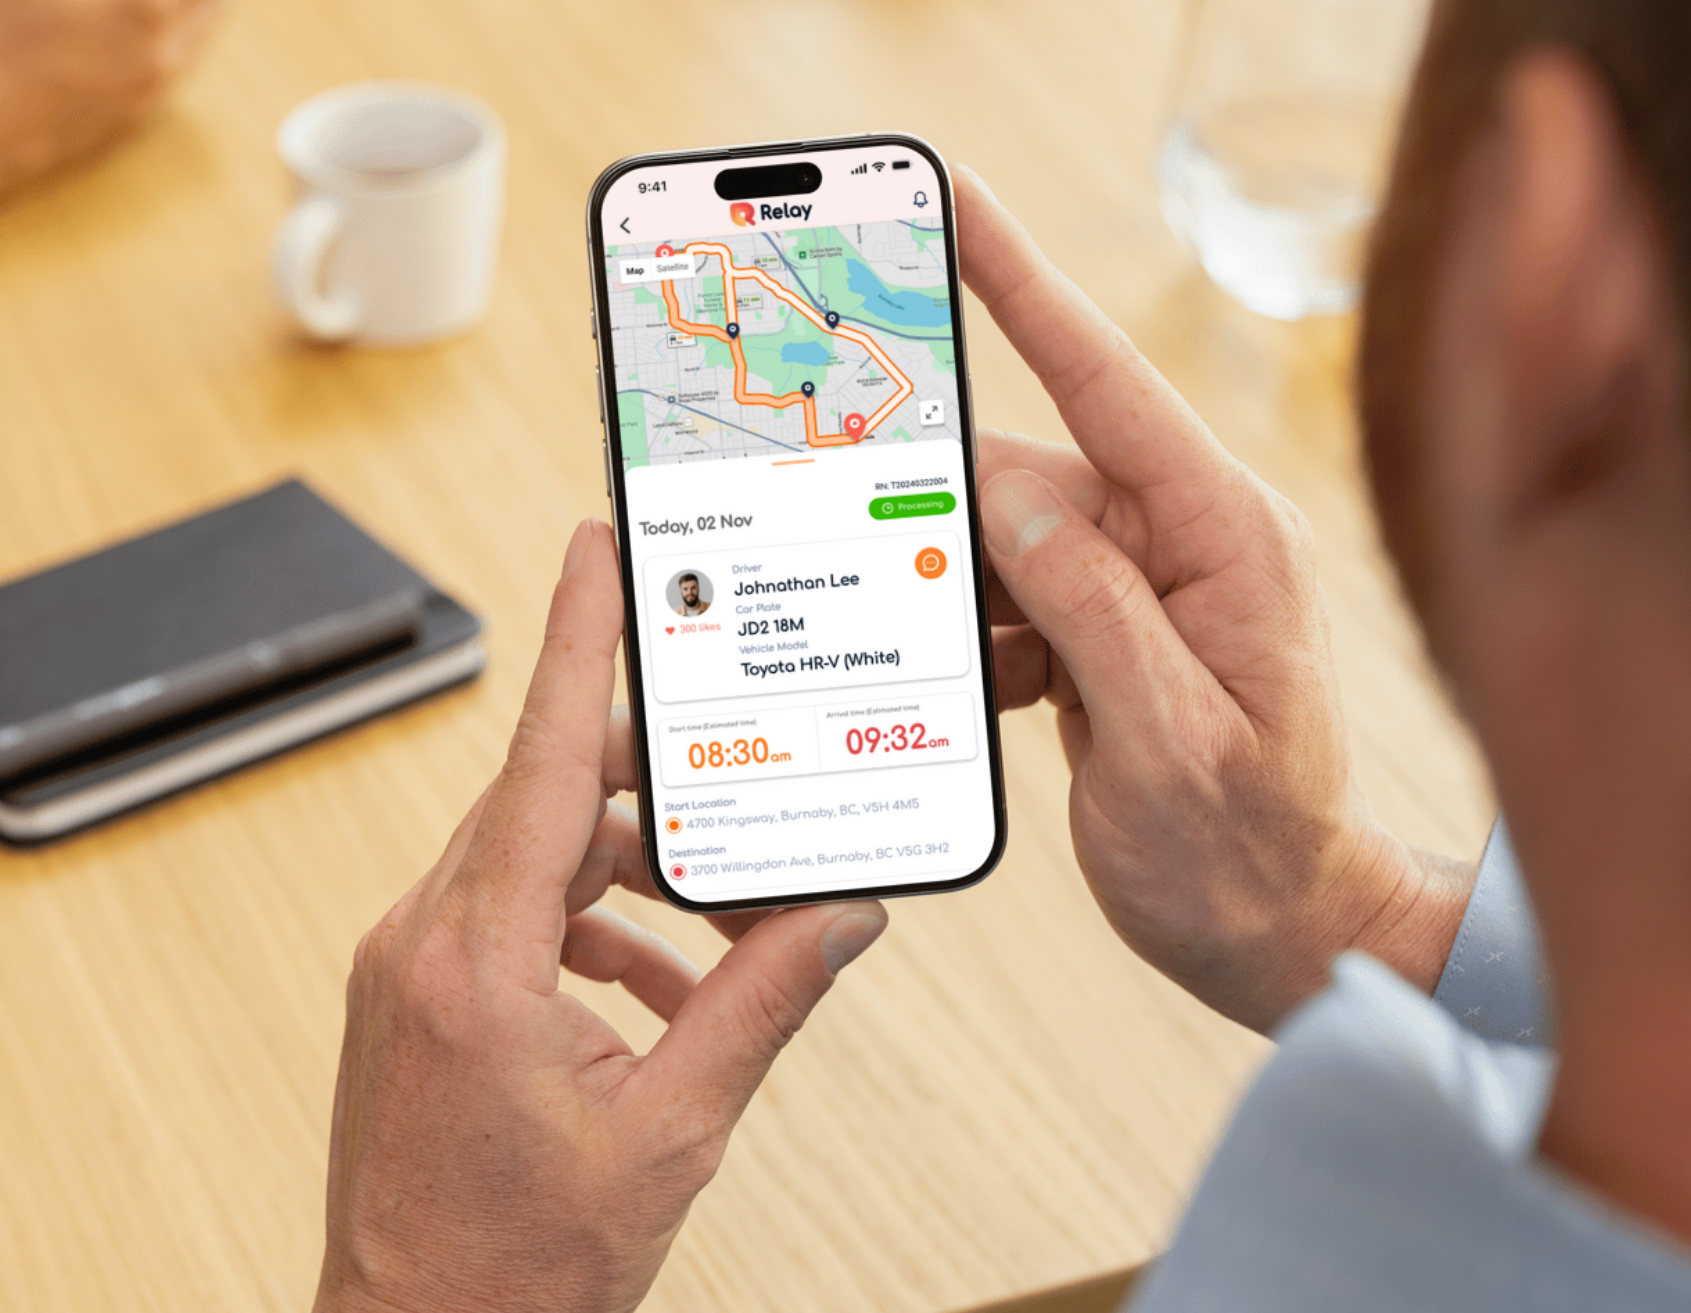 9:41
Relay
Map Satellite
RN: T20240322004
Processing
Today, 02 Nov
Driver
Johnathan Lee
300 likes
Car Plate
JD2 18M
Vehicle Model
Toyota HR-V (White)
Start time (Estimated time)
Arrival time (Estimated time)
08:30am
09:32am
Start Location
4700 Kingsway, Burnaby, BC, V5H 4M5
Destination
3700 Willingdon Ave, Burnaby, BC V5G 3H2